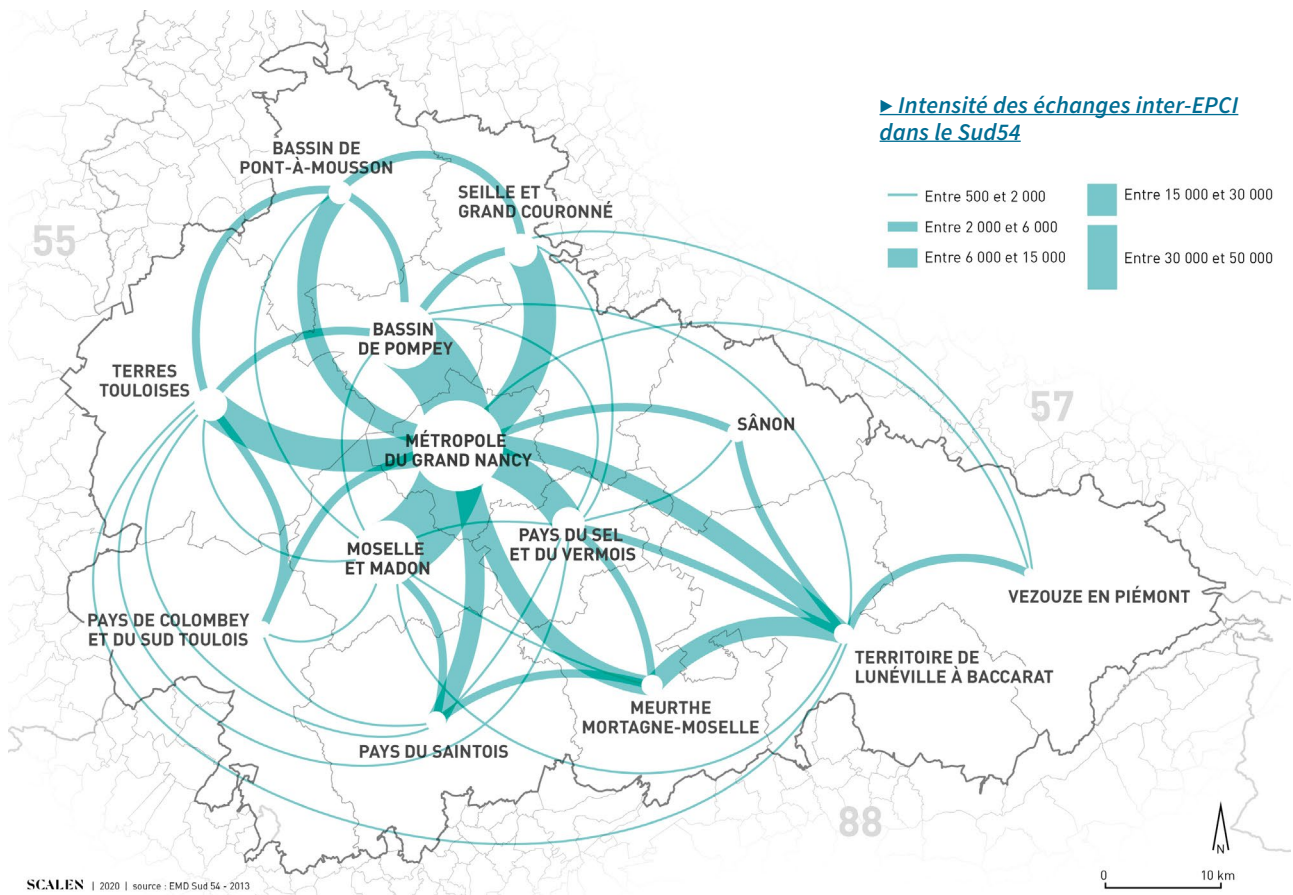 ► Intensité des échanges inter-EPCI
dans le Sud54
Entre 500 et 2 000
Entre 2 000 et 6 000
Entre 6 000 et 15 000
Entre 15 000 et 30 000
Entre 30 000 et 50 000
BASSIN DE
PONT-À-MOUSSON
SEILLE ET
GRAND COURONNÉ
55
BASSIN
DE POMPEY
TERRES
TOULOISES
57
SÂNON
MÉTROPOLE
DU GRAND NANCY
MOSELLE
ET MADON
PAYS DU SEL
ET DU VERMOIS
VEZOUZE EN PIÉMONT
PAYS DE COLOMBEY
ET DU SUD TOULOIS
TERRITOIRE DE
LUNÉVILLE À BACCARAT
MEURTHE
MORTAGNE-MOSELLE
PAYS DU SAINTOIS
88
N
0 10 km
SCALEN | 2020 | source : EMD Sud 54 - 2013